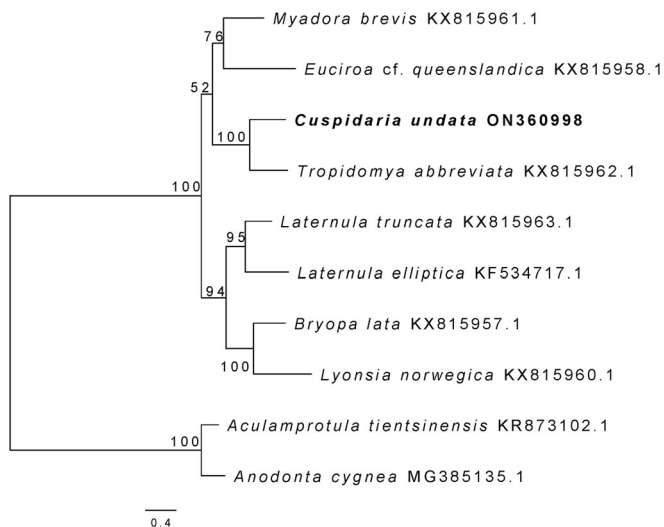 Myadora brevis KX815961.1
76
Euciroa cf. queenslandica KX815958.1
52
Cuspidaria undata ON360998
100
Tropidomya abbreviata KX815962.1
100
Laternula truncata KX815963.1
95
Laternula elliptica KF534717.1
94
Bryopa lata KX815957.1
100
Lyonsia norwegica KX815960.1
Aculamprotula tientsinensis KR873102.1
100
Anodonta cygnea MG385135.1
0.4